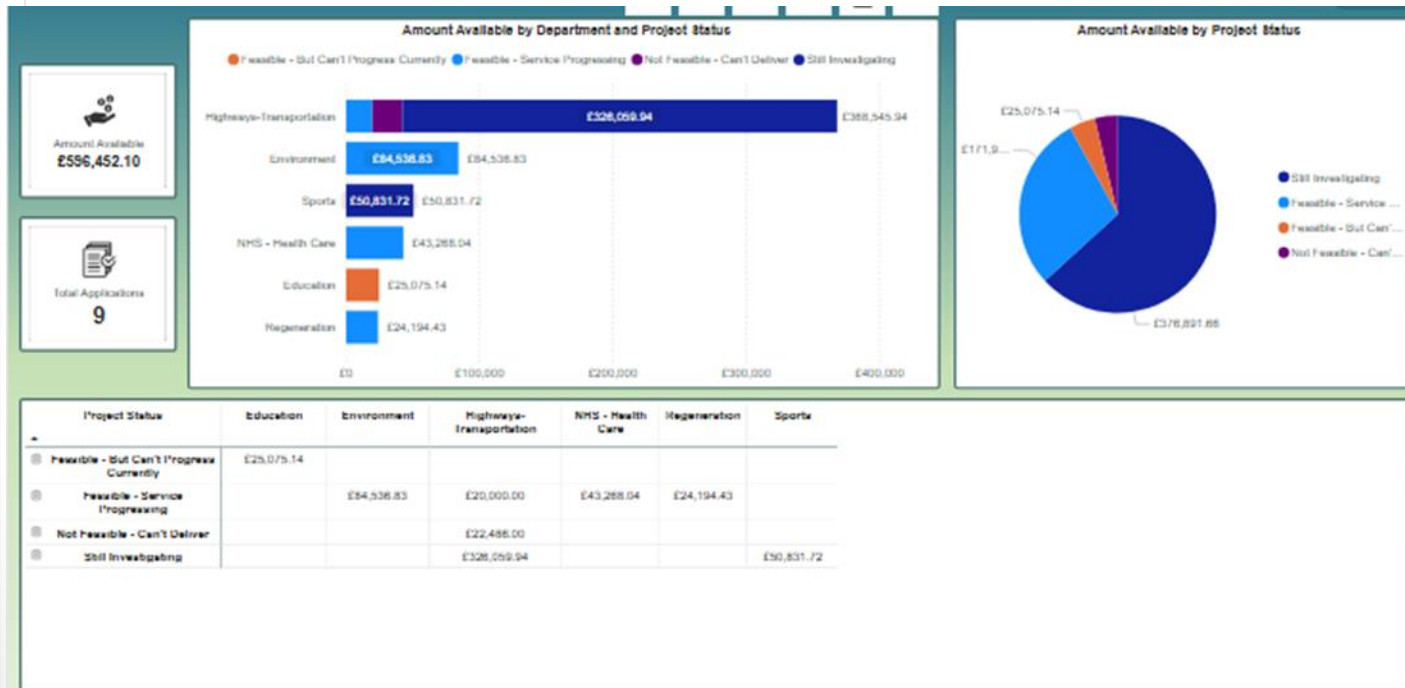 Amount Available
£596,452.10
Total Applications
9
Amount Available by Department and Project Status
Feasible - But Can't Progress Currently Feasible - Service Progressing Not Feasible - Can't Deliver Still Investigating
Highways-Transportation £326,059.94 £368,545.94
Environment £84,536.83 £84,536.83
Sports £50,831.72 £50,831.72
NHS - Health Care £43,268.04
Education £25,075.14
Regeneration £24,194.43
£0 £100,000 £200,000 £300,000 £400,000
Amount Available by Project Status
£25,075.14
£171,9...
£376,891.66
Still Investigating
Feasible - Service ...
Feasible - But Can'...
Not Feasible - Can'...
Project Status Education Environment Highways- NHS - Health Regeneration Sports
Transportation Care
Feasible - But Can't Progress £25,075.14
Currently
Feasible - Service £84,536.83 £20,000.00 £43,268.04 £24,194.43
Progressing
Not Feasible - Can't Deliver £22,486.00
Still Investigating £326,059.94 £50,831.72